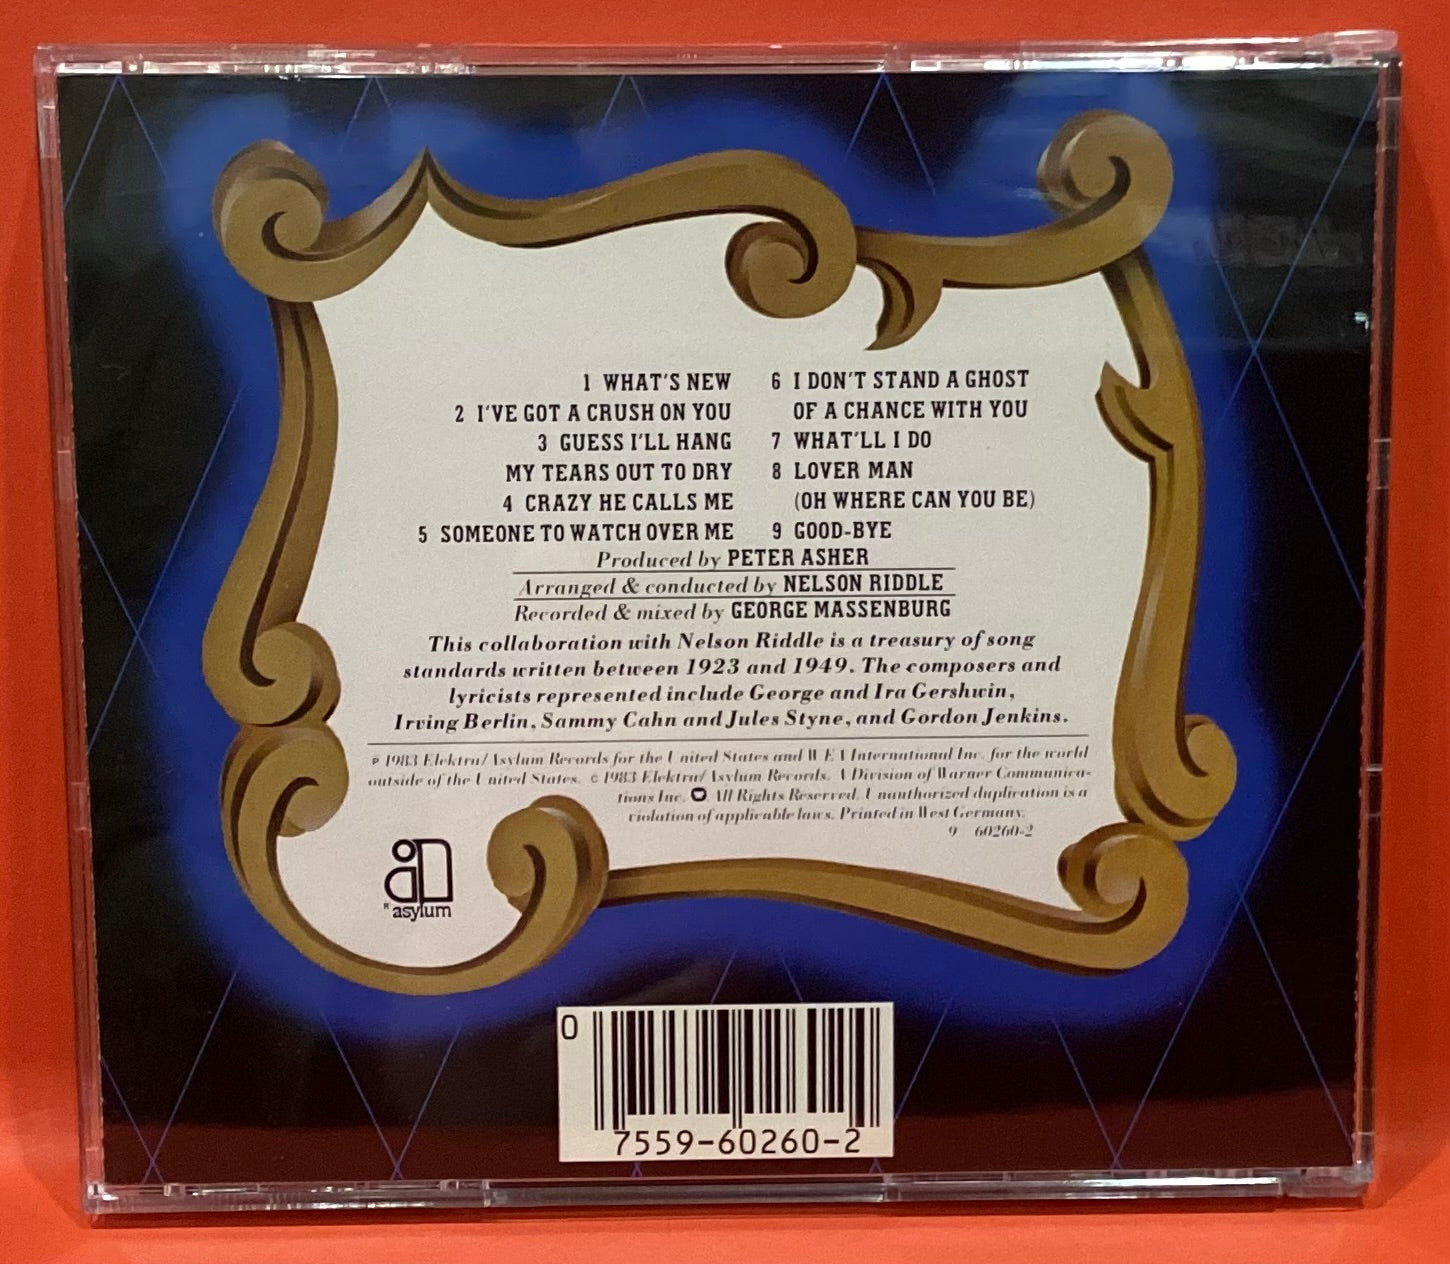 1 WHAT'S NEW
2 I'VE GOT A CRUSH ON YOU
3 GUESS I'LL HANG
MY TEARS OUT TO DRY
4 CRAZY HE CALLS ME
5 SOMEONE TO WATCH OVER ME
6 I DON'T STAND A GHOST
OF A CHANCE WITH YOU
7 WHAT'LL I DO
8 LOVER MAN
(OH WHERE CAN YOU BE)
9 GOOD-BYE
Produced by PETER ASHER
Arranged & conducted by NELSON RIDDLE
Recorded & mixed by GEORGE MASSENBURG
This collaboration with Nelson Riddle is a treasury of song
standards written between 1923 and 1949. The composers and
lyricists represented include George and Ira Gershwin,
Irving Berlin, Sammy Cahn and Jules Styne, and Gordon Jenkins.
℗ 1983 Elektra/Asylum Records for the United States and WEA International Inc. for the world
outside of the United States. © 1983 Elektra/Asylum Records. A Division of Warner Communica-
tions Inc. All Rights Reserved. Unauthorized duplication is a
violation of applicable laws. Printed in West Germany.
9 60260-2
® asylum
0
7559-60260-2